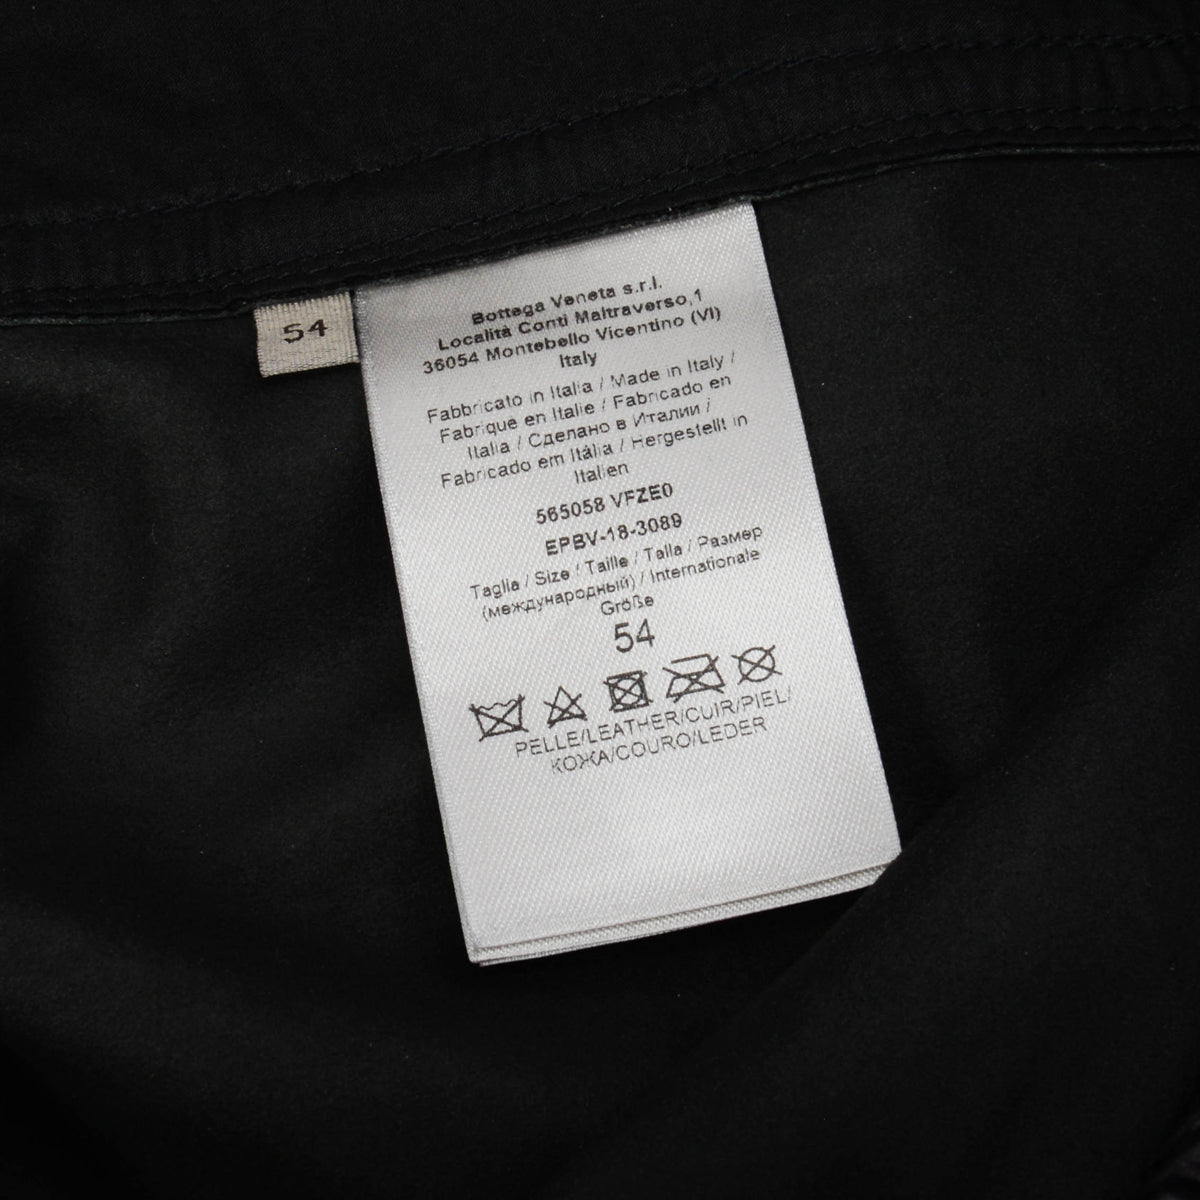 54
Bottega Veneta s.r.l.
Località Conti Maltraverso,1
36054 Montebello Vicentino (VI)
Italy
Fabbricato in Italia / Made in Italy /
Fabrique en Italie / Fabricado en
Italia / Сделано в Италии /
Fabricado em Itàlia / Hergestellt in
Italien
565058 VFZE0
EPBV-18-3089
Taglia / Size / Taille / Talla / Размер
(международный) / Internationale
Größe
54
PELLE/LEATHER/CUIR/PIEL/
КОЖА/COURO/LEDER